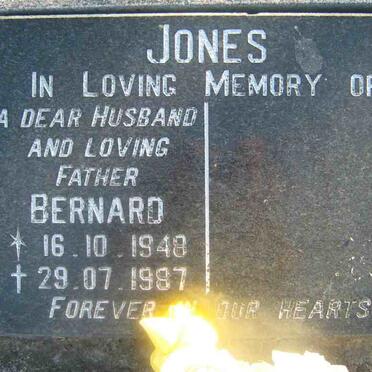 JONES
IN LOVING MEMORY OF
A DEAR HUSBAND
AND LOVING
FATHER
BERNARD
* 16.10.1948
† 29.07.1987
FOREVER IN OUR HEARTS